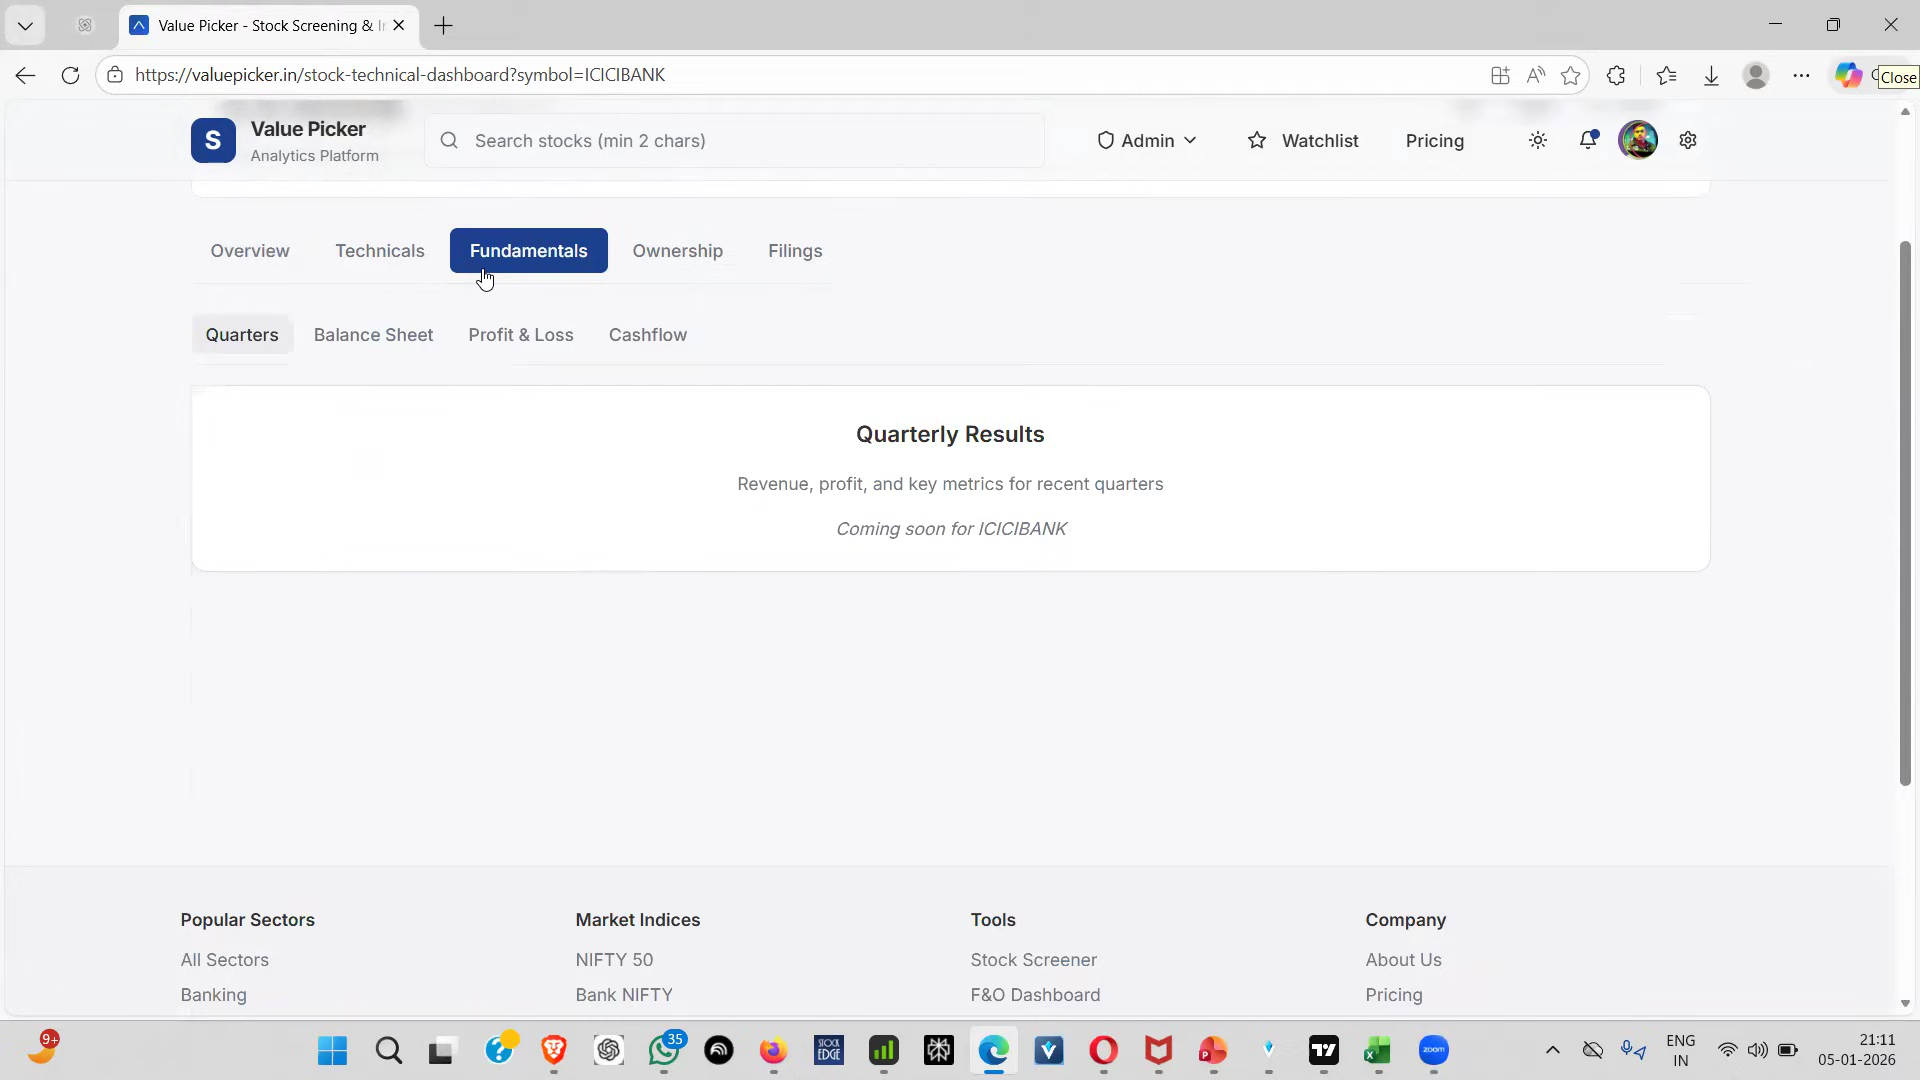 Value Picker - Stock Screening & I
https://valuepicker.in/stock-technical-dashboard?symbol=ICICIBANK
Close
S
Value Picker
Analytics Platform
Search stocks (min 2 chars)
Admin
Watchlist
Pricing
Overview
Technicals
Fundamentals
Ownership
Filings
Quarters
Balance Sheet
Profit & Loss
Cashflow
Quarterly Results
Revenue, profit, and key metrics for recent quarters
Coming soon for ICICIBANK
Popular Sectors
Market Indices
Tools
Company
All Sectors
NIFTY 50
Stock Screener
About Us
Banking
Bank NIFTY
F&O Dashboard
Pricing
9+
35
STOCK
EDGE
zoom
ENG
IN
21:11
05-01-2026